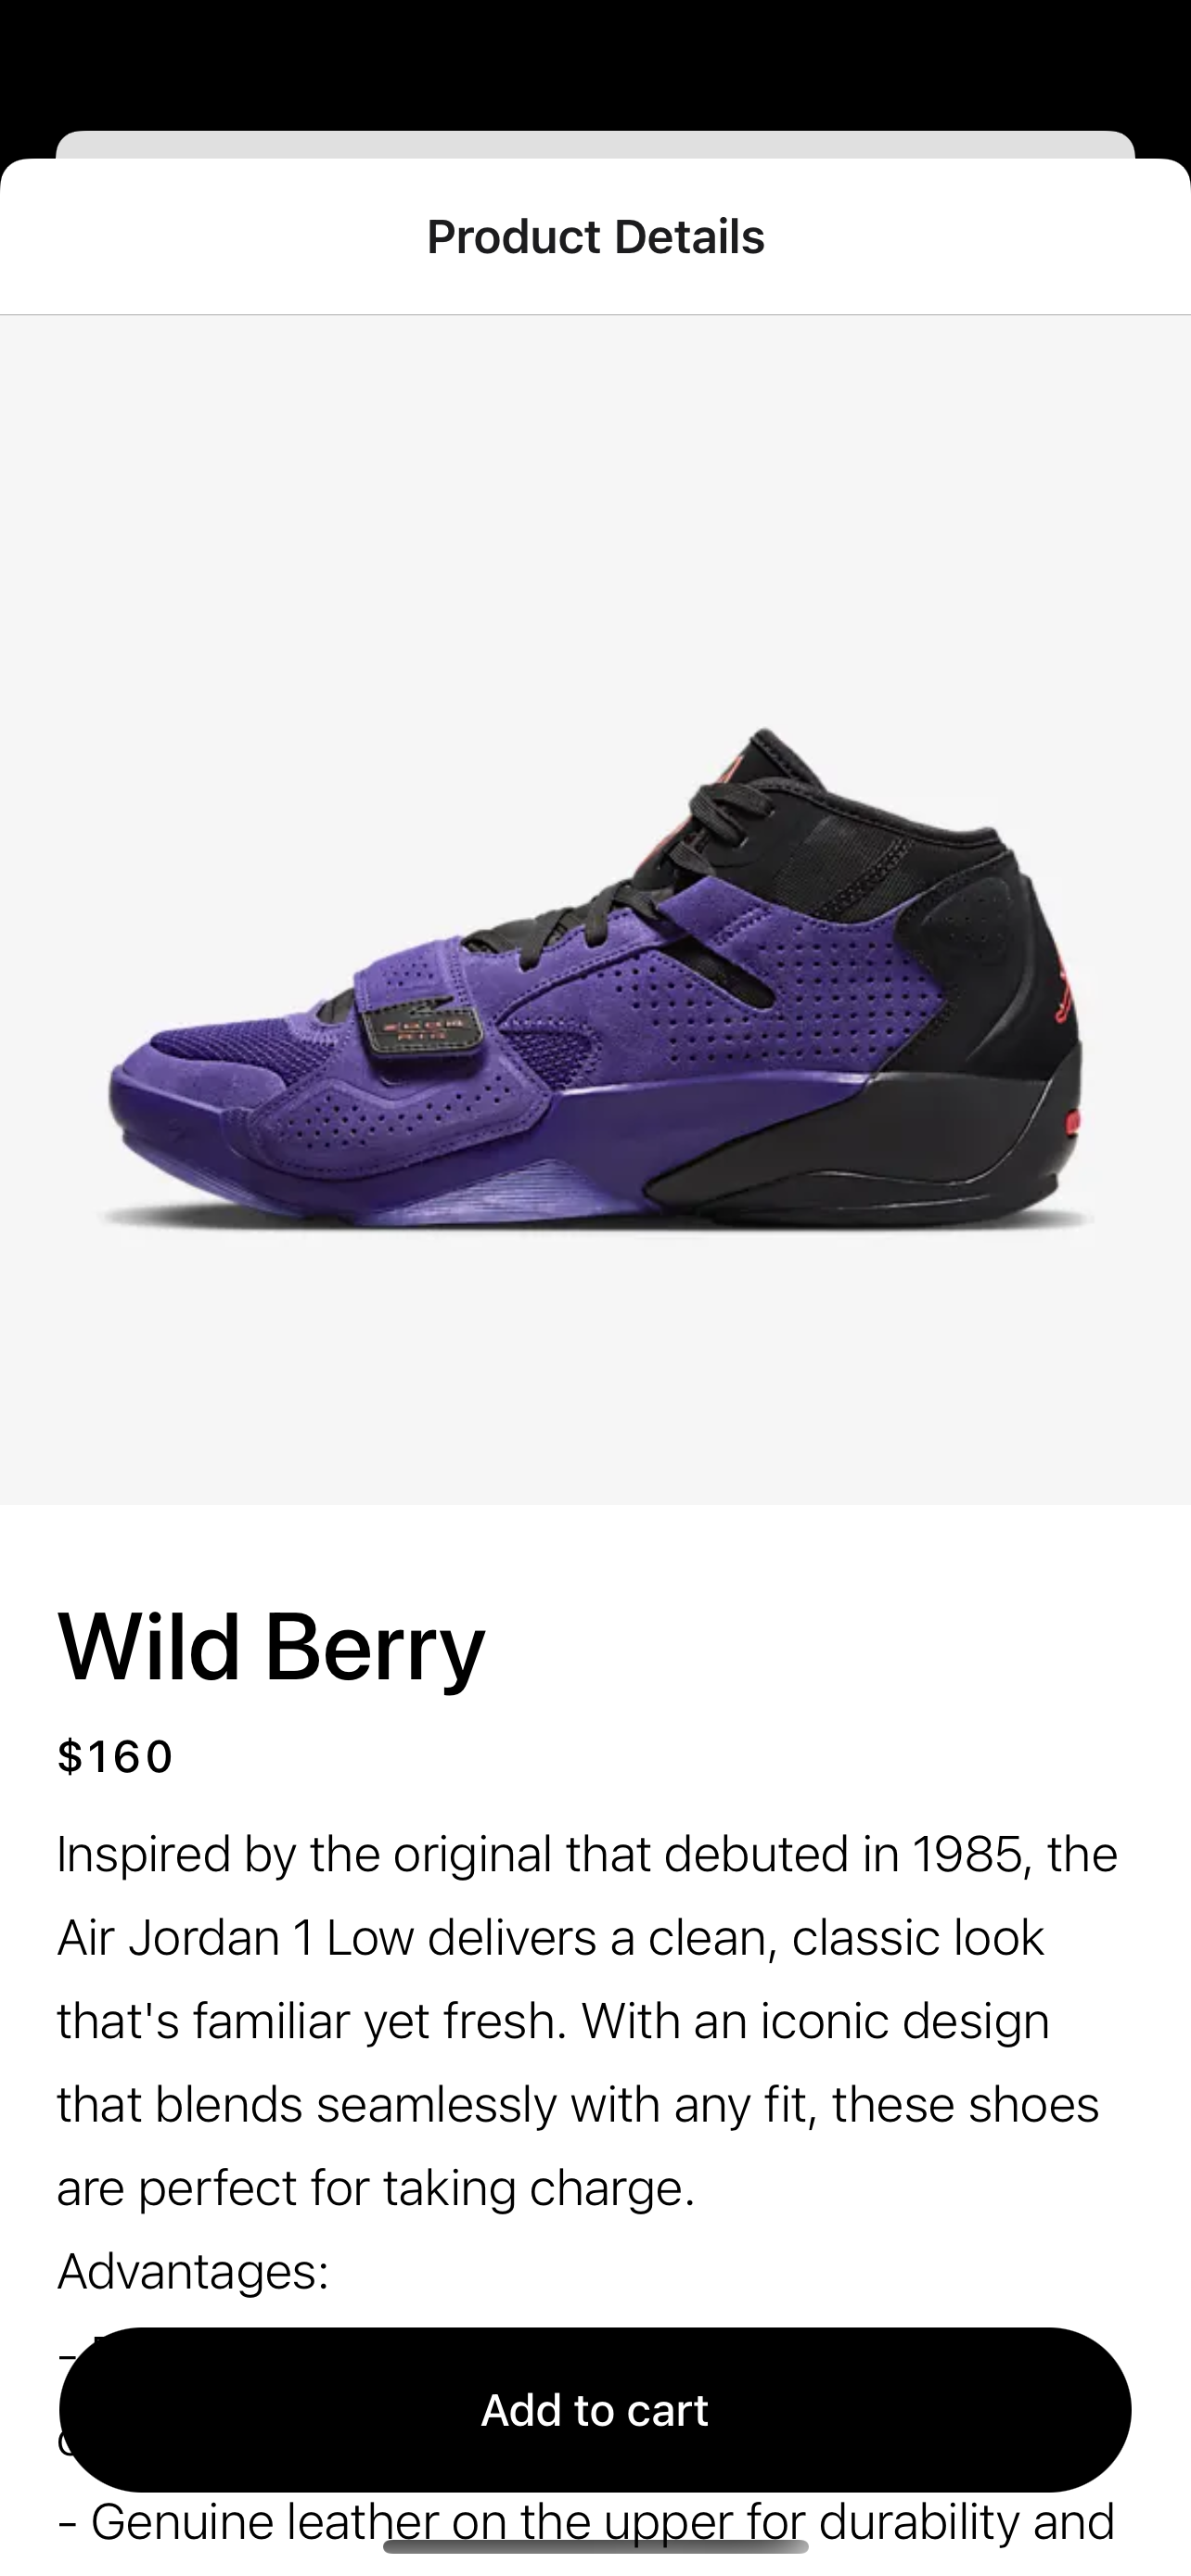 Product Details
Wild Berry
$160
Inspired by the original that debuted in 1985, the
Air Jordan 1 Low delivers a clean, classic look
that's familiar yet fresh. With an iconic design
that blends seamlessly with any fit, these shoes
are perfect for taking charge.
Advantages:
-
Add to cart
- Genuine leather on the upper for durability and